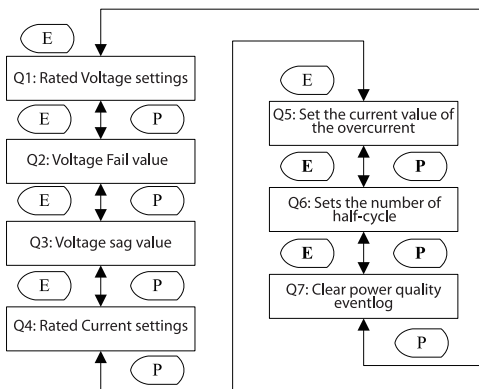 E
Q1: Rated Voltage settings
E P
Q2: Voltage Fail value
E P
Q3: Voltage sag value
E P
Q4: Rated Current settings
P
E
Q5: Set the current value of
the overcurrent
E P
Q6: Sets the number of
half-cycle
E P
Q7: Clear power quality
eventlog
P